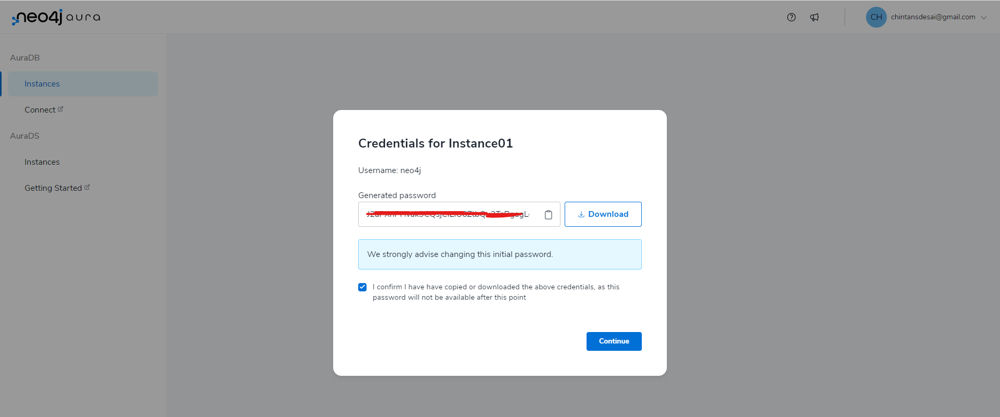 neo4j aura
CH chintansdesai@gmail.com
AuraDB
Instances
Connect
AuraDS
Instances
Getting Started
Credentials for Instance01
Username: neo4j
Generated password
Download
We strongly advise changing this initial password.
I confirm I have have copied or downloaded the above credentials, as this
password will not be available after this point
Continue